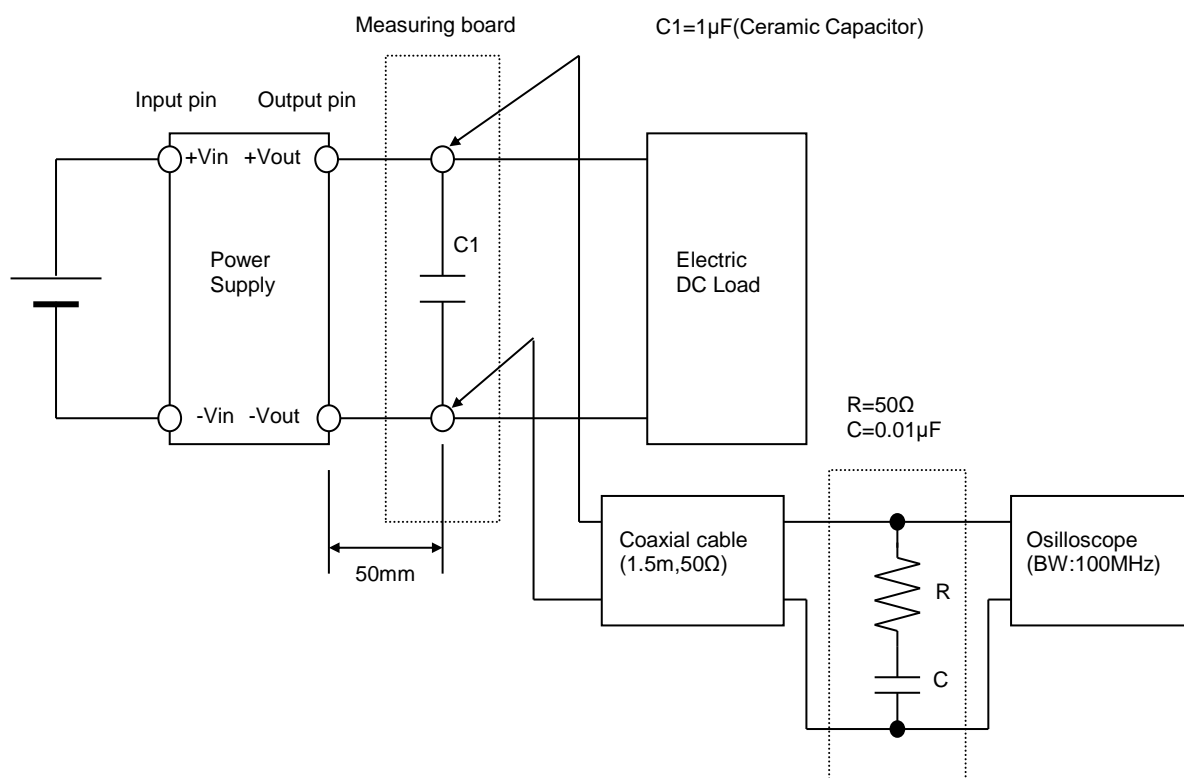 Measuring board
C1=1µF(Ceramic Capacitor)
Input pin
Output pin
+Vin
+Vout
C1
Power
Supply
Electric
DC Load
-Vin
-Vout
R=50Ω
C=0.01µF
50mm
Coaxial cable
(1.5m,50Ω)
R
C
Osilloscope
(BW:100MHz)